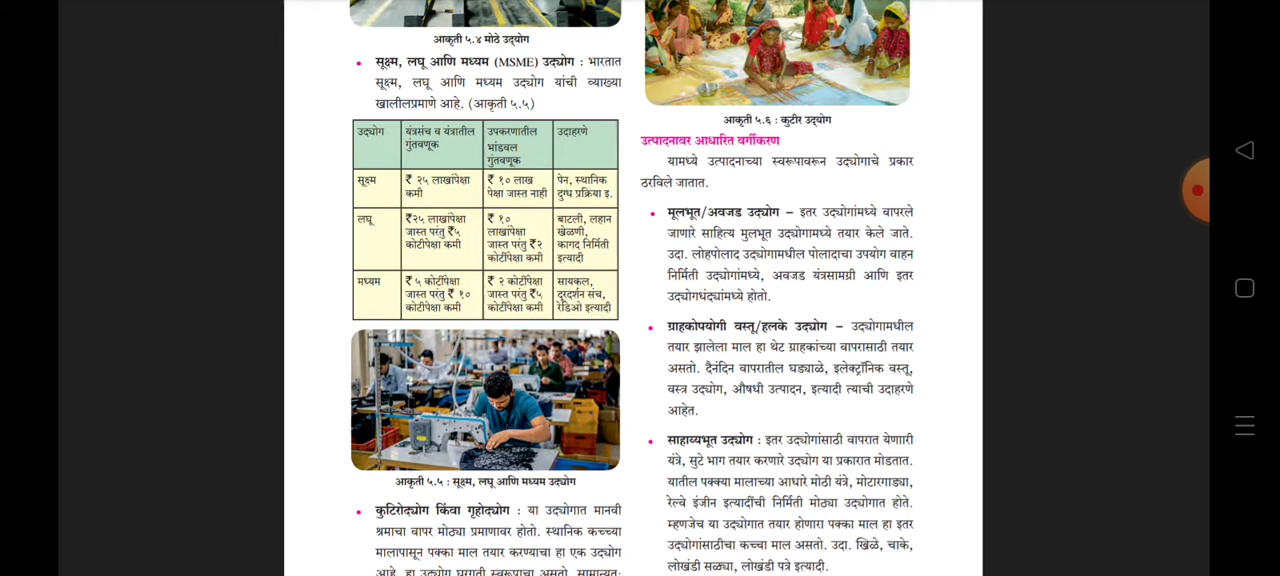 आकृती ५.४ मोठे उद्योग
• सूक्ष्म, लघू आणि मध्यम (MSME) उद्योग : भारतात
सूक्ष्म, लघू आणि मध्यम उद्योग यांची व्याख्या
खालीलप्रमाणे आहे. (आकृती ५.५)
उद्योग | यंत्रसंच व यंत्रातील गुंतवणूक | उपकरणातील भांडवल गुंतवणूक | उदाहरणे
सूक्ष्म | ₹ २५ लाखांपेक्षा कमी | ₹ १० लाख पेक्षा जास्त नाही | पेन, स्थानिक दुग्ध प्रक्रिया इ.
लघू | ₹२५ लाखांपेक्षा जास्त परंतु ₹५ कोटीपेक्षा कमी | ₹ १० लाखांपेक्षा जास्त परंतु ₹२ कोटींपेक्षा कमी | बाटली, लहान खेळणी, कागद निर्मिती इत्यादी
मध्यम | ₹ ५ कोटींपेक्षा जास्त परंतु ₹ १० कोटीपेक्षा कमी | ₹ २ कोटींपेक्षा जास्त परंतु ₹५ कोटींपेक्षा कमी | सायकल, दुरदर्शन संच, रेडिओ इत्यादी
आकृती ५.५ : सूक्ष्म, लघू आणि मध्यम उद्योग
• कुटिरोद्योग किंवा गृहोद्योग : या उद्योगात मानवी
श्रमाचा वापर मोठ्या प्रमाणावर होतो. स्थानिक कच्च्या
मालापासून पक्का माल तयार करण्याचा हा एक उद्योग
आहे. हा उद्योग घरगुती स्वरूपाचा असतो. सामान्यतः
आकृती ५.६ : कुटीर उद्योग
उत्पादनावर आधारित वर्गीकरण
यामध्ये उत्पादनाच्या स्वरूपावरून उद्योगाचे प्रकार
ठरविले जातात.
• मूलभूत/अवजड उद्योग – इतर उद्योगांमध्ये वापरले
जाणारे साहित्य मुलभूत उद्योगामध्ये तयार केले जाते.
उदा. लोहपोलाद उद्योगामधील पोलादाचा उपयोग वाहन
निर्मिती उद्योगांमध्ये, अवजड यंत्रसामग्री आणि इतर
उद्योगधंद्यांमध्ये होतो.
• ग्राहकोपयोगी वस्तू/हलके उद्योग – उद्योगामधील
तयार झालेला माल हा थेट ग्राहकांच्या वापरासाठी तयार
असतो. दैनंदिन वापरातील घड्याळे, इलेक्ट्रॉनिक वस्तू,
वस्त्र उद्योग, औषधी उत्पादन, इत्यादी त्याची उदाहरणे
आहेत.
• साहाय्यभूत उद्योग : इतर उद्योगांसाठी वापरात येणारी
यंत्रे, सुटे भाग तयार करणारे उद्योग या प्रकारात मोडतात.
यातील पक्क्या मालाच्या आधारे मोठी यंत्रे, मोटारगाड्या,
रेल्वे इंजीन इत्यादींची निर्मिती मोठ्या उद्योगात होते.
म्हणजेच या उद्योगात तयार होणारा पक्का माल हा इतर
उद्योगांसाठीचा कच्चा माल असतो. उदा. खिळे, चाके,
लोखंडी सळ्या, लोखंडी पत्रे इत्यादी.